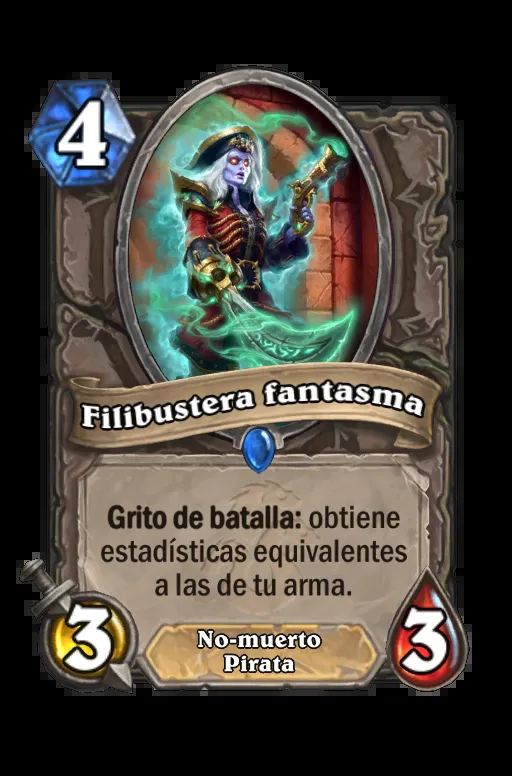 4
Filibustera fantasma
Grito de batalla: obtiene
estadísticas equivalentes
a las de tu arma.
3
No-muerto
Pirata
3